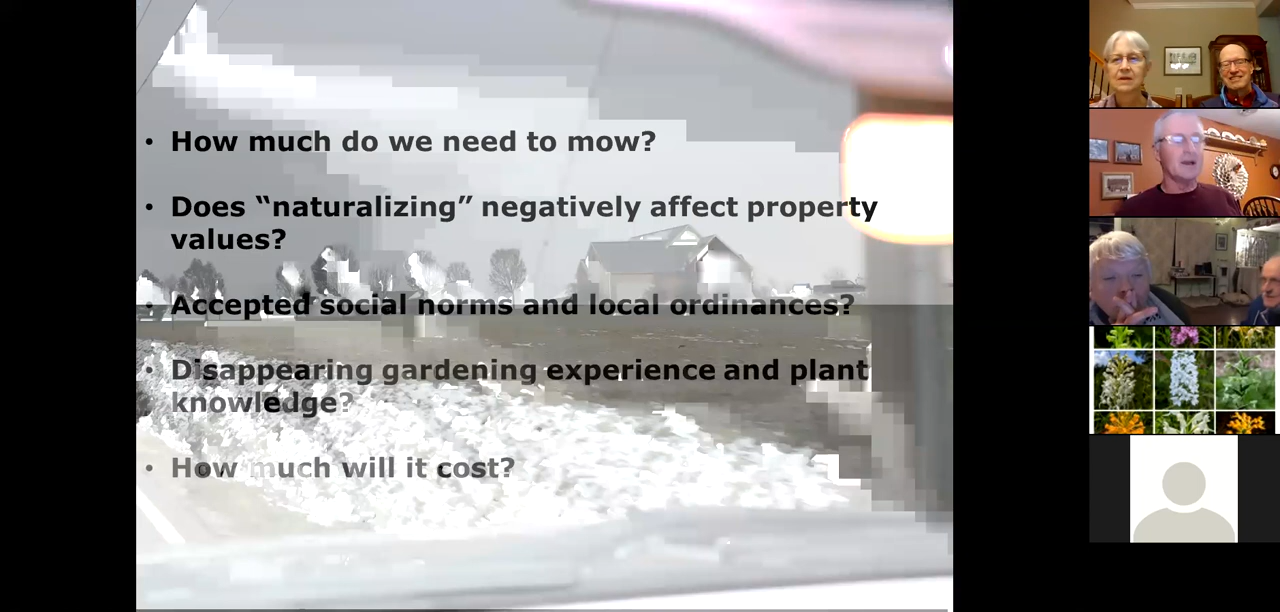 • How much do we need to mow?
• Does “naturalizing” negatively affect property
values?
• Accepted social norms and local ordinances?
• Disappearing gardening experience and plant
knowledge?
• How much will it cost?